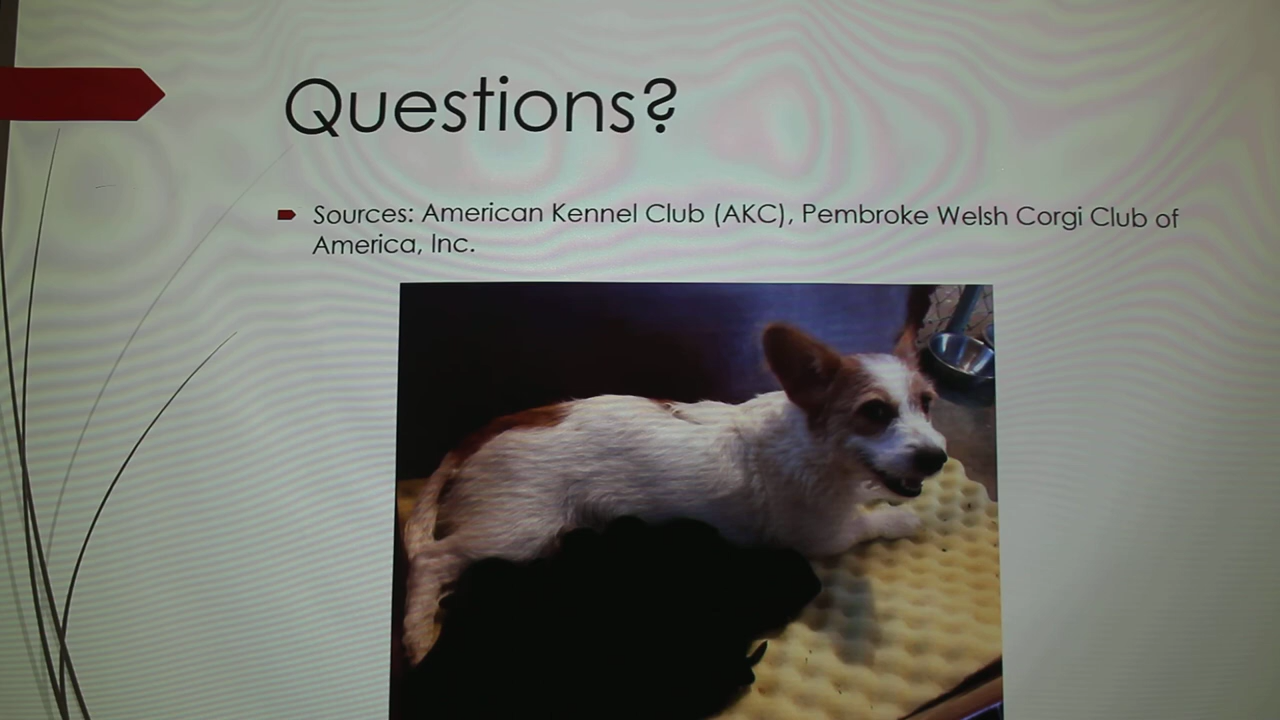 Questions?
Sources: American Kennel Club (AKC), Pembroke Welsh Corgi Club of
America, Inc.